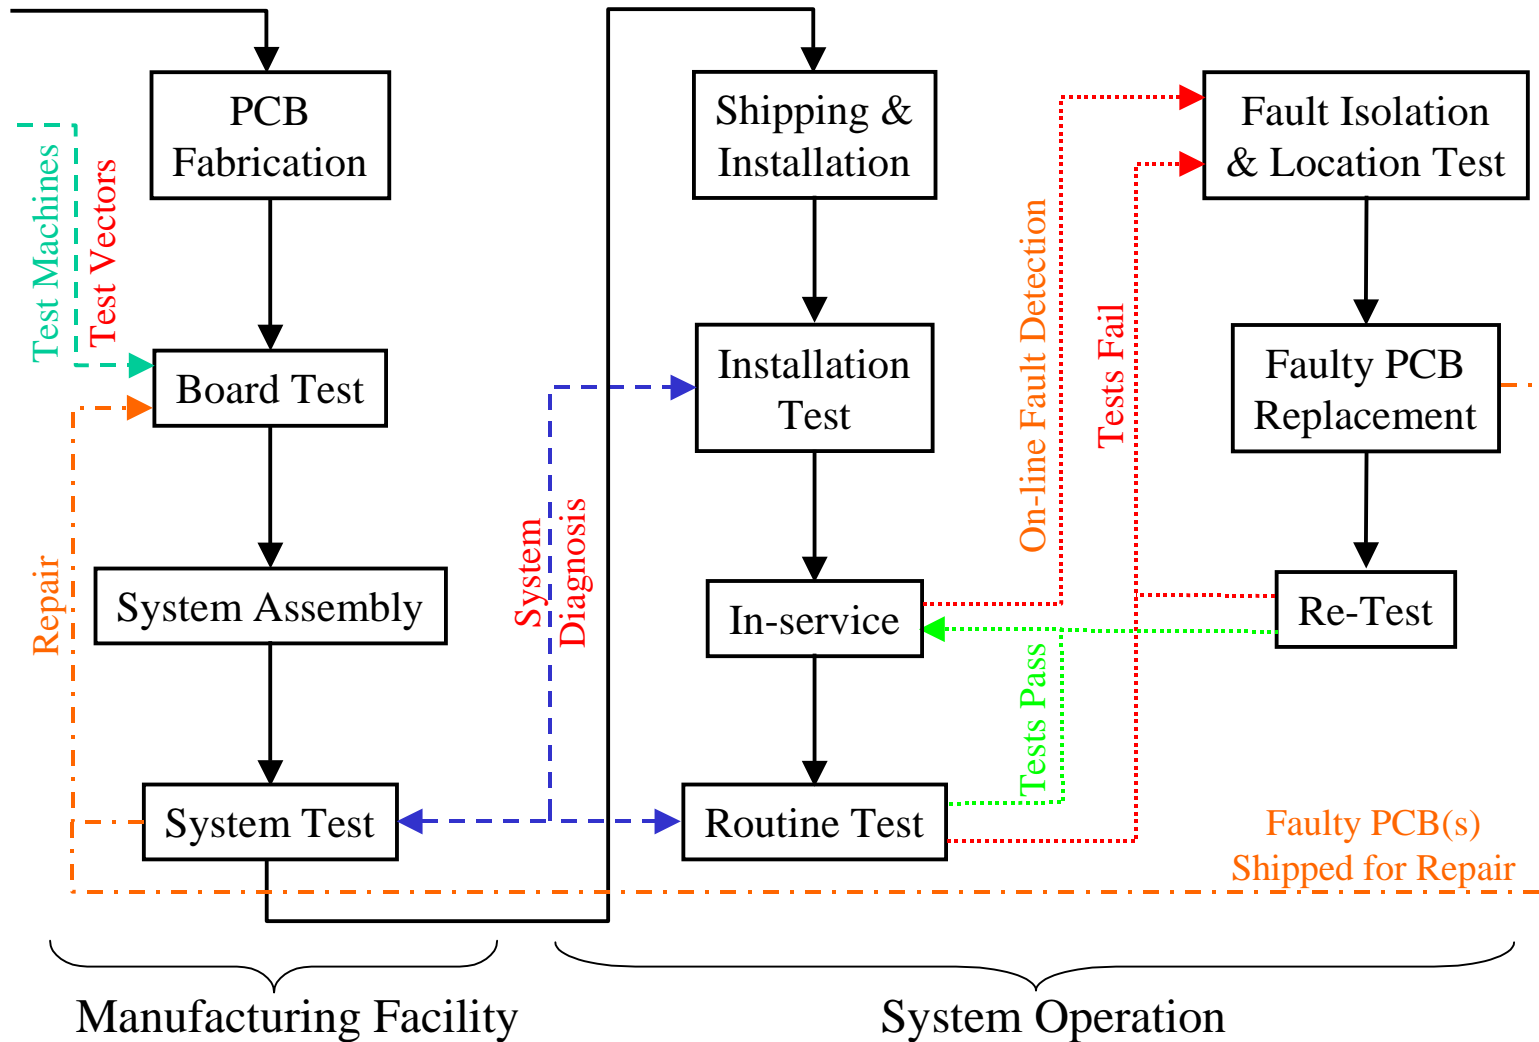 PCB
Fabrication
Test Machines
Test Vectors
Board Test
System Assembly
Repair
System Test
System
Diagnosis
Shipping &
Installation
Installation
Test
In-service
Routine Test
On-line Fault Detection
Tests Fail
Tests Pass
Fault Isolation
& Location Test
Faulty PCB
Replacement
Re-Test
Faulty PCB(s)
Shipped for Repair
Manufacturing Facility
System Operation